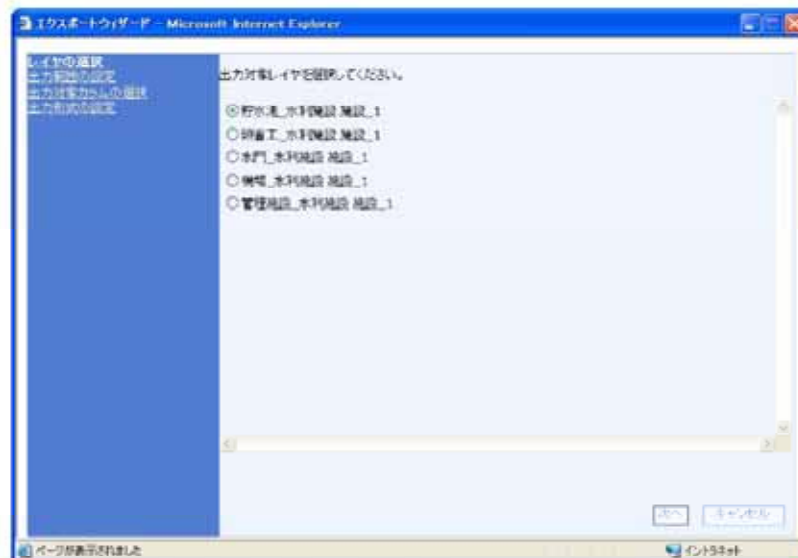 エクスポートウィザード - Microsoft Internet Explorer
レイヤの選択
出力範囲の設定
出力対象カラムの選択
出力形式の設定
出力対象レイヤを選択してください。
貯水池_水利施設 施設_1
頭首工_水利施設 施設_1
水門_水利施設 施設_1
機場_水利施設 施設_1
管理施設_水利施設 施設_1
次へ
キャンセル
ページが表示されました
イントラネット